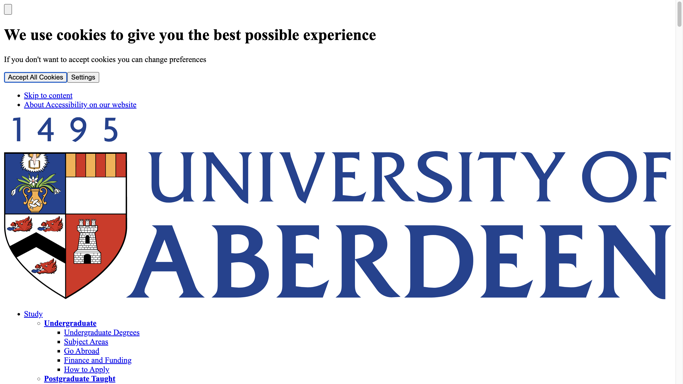 We use cookies to give you the best possible experience
If you don't want to accept cookies you can change preferences
Accept All Cookies Settings
Skip to content
About Accessibility on our website
1495
UNIVERSITY OF
ABERDEEN
Study
Undergraduate
Undergraduate Degrees
Subject Areas
Go Abroad
Finance and Funding
How to Apply
Postgraduate Taught